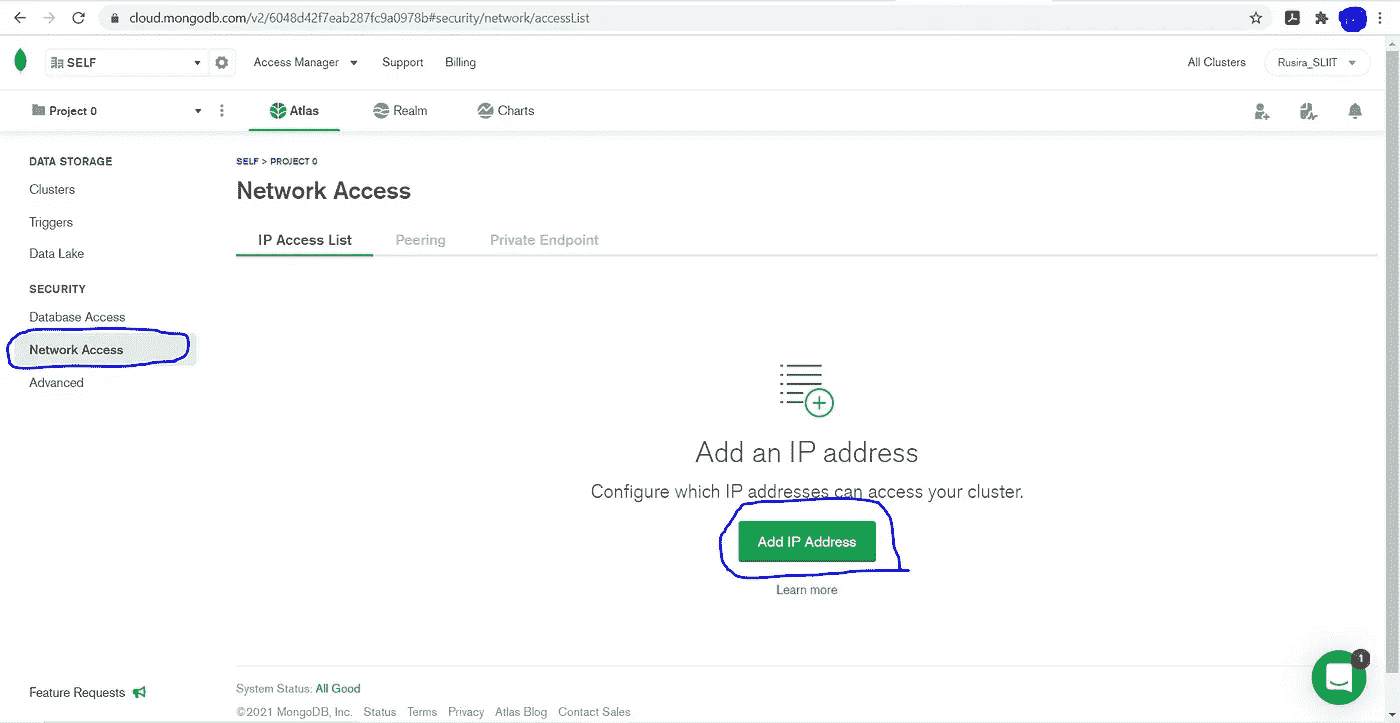 cloud.mongodb.com/v2/6048d42f7eab287fc9a0978b#security/network/accessList
SELF
Access Manager
Support
Billing
All Clusters
Rusira_SLIIT
Project 0
Atlas
Realm
Charts
DATA STORAGE
Clusters
Triggers
Data Lake
SECURITY
Database Access
Network Access
Advanced
SELF > PROJECT 0
Network Access
IP Access List
Peering
Private Endpoint
Add an IP address
Configure which IP addresses can access your cluster.
Add IP Address
Learn more
1
Feature Requests
System Status: All Good
©2021 MongoDB, Inc. Status Terms Privacy Atlas Blog Contact Sales